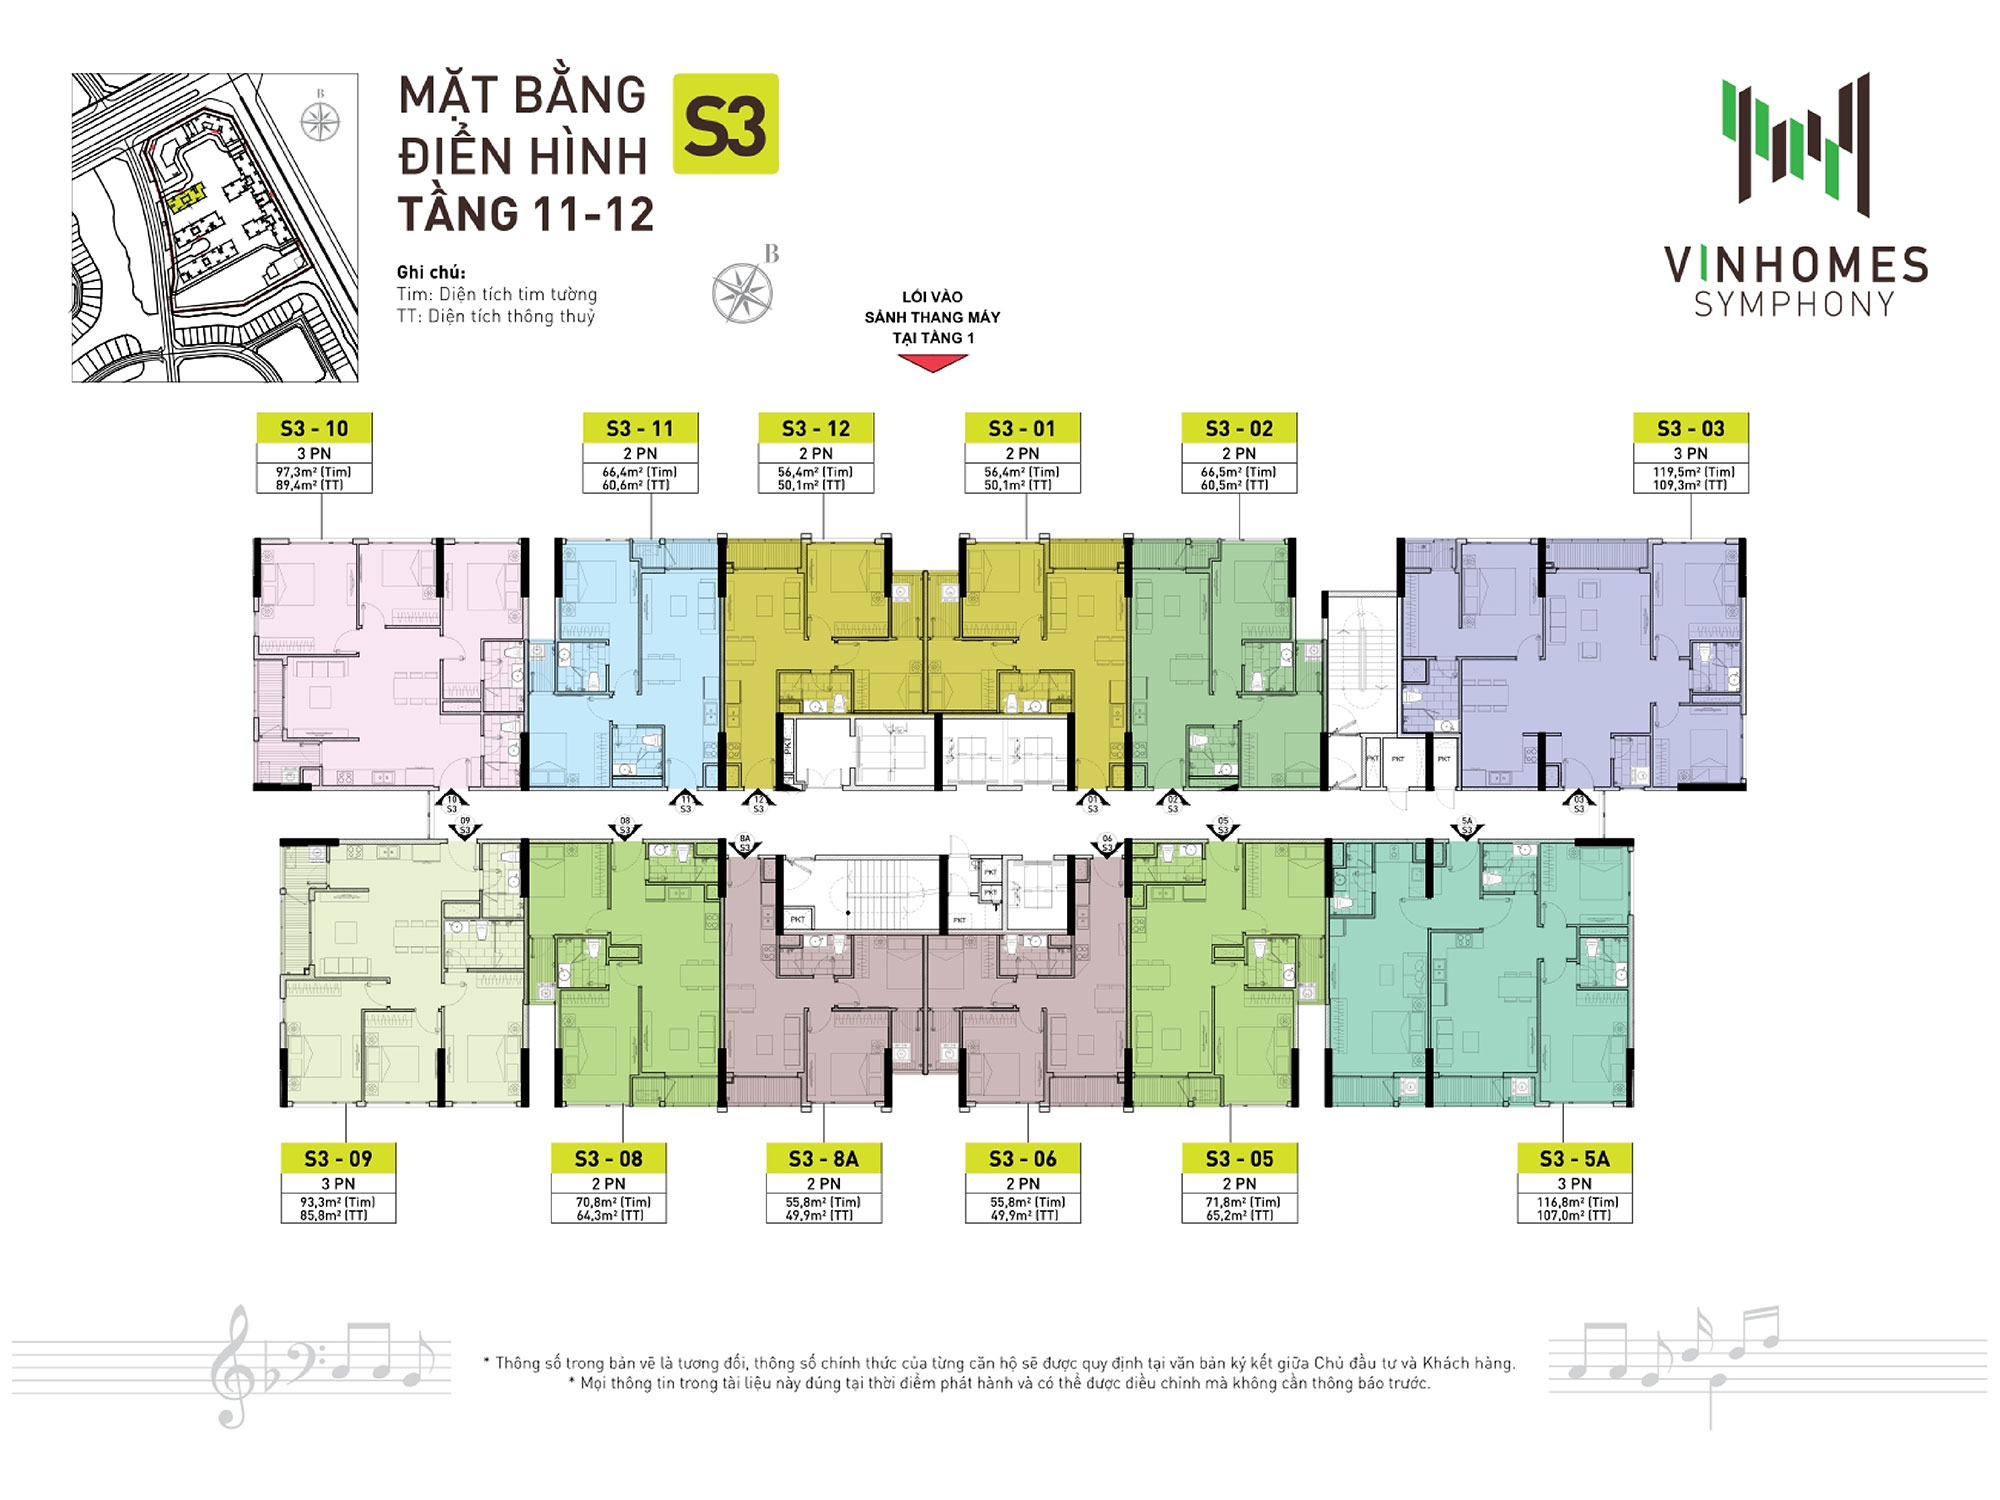 B
MẶT BẰNG
ĐIỂN HÌNH
TẦNG 11-12
S3
Ghi chú:
Tim: Diện tích tim tường
TT: Diện tích thông thuỷ
B
LỐI VÀO
SẢNH THANG MÁY
TẠI TẦNG 1
VINHOMES
SYMPHONY
S3 - 10
3 PN
97,3m² (Tim)
89,4m² (TT)
S3 - 11
2 PN
66,4m² (Tim)
60,6m² (TT)
S3 - 12
2 PN
56,4m² (Tim)
50,1m² (TT)
S3 - 01
2 PN
56,4m² (Tim)
50,1m² (TT)
S3 - 02
2 PN
66,5m² (Tim)
60,5m² (TT)
S3 - 03
3 PN
119,5m² (Tim)
109,3m² (TT)
PKT
PKT
PKT
PKT
10
S3
11
S3
12
S3
01
S3
02
S3
03
S3
09
S3
08
S3
8A
S3
06
S3
05
S3
5A
S3
PKT
PKT
PKT
PKT
S3 - 09
3 PN
93,3m² (Tim)
85,8m² (TT)
S3 - 08
2 PN
70,8m² (Tim)
64,3m² (TT)
S3 - 8A
2 PN
55,8m² (Tim)
49,9m² (TT)
S3 - 06
2 PN
55,8m² (Tim)
49,9m² (TT)
S3 - 05
2 PN
71,8m² (Tim)
65,2m² (TT)
S3 - 5A
3 PN
116,8m² (Tim)
107,0m² (TT)
* Thông số trong bản vẽ là tương đối, thông số chính thức của từng căn hộ sẽ được quy định tại văn bản ký kết giữa Chủ đầu tư và Khách hàng.
* Mọi thông tin trong tài liệu này đúng tại thời điểm phát hành và có thể được điều chỉnh mà không cần thông báo trước.